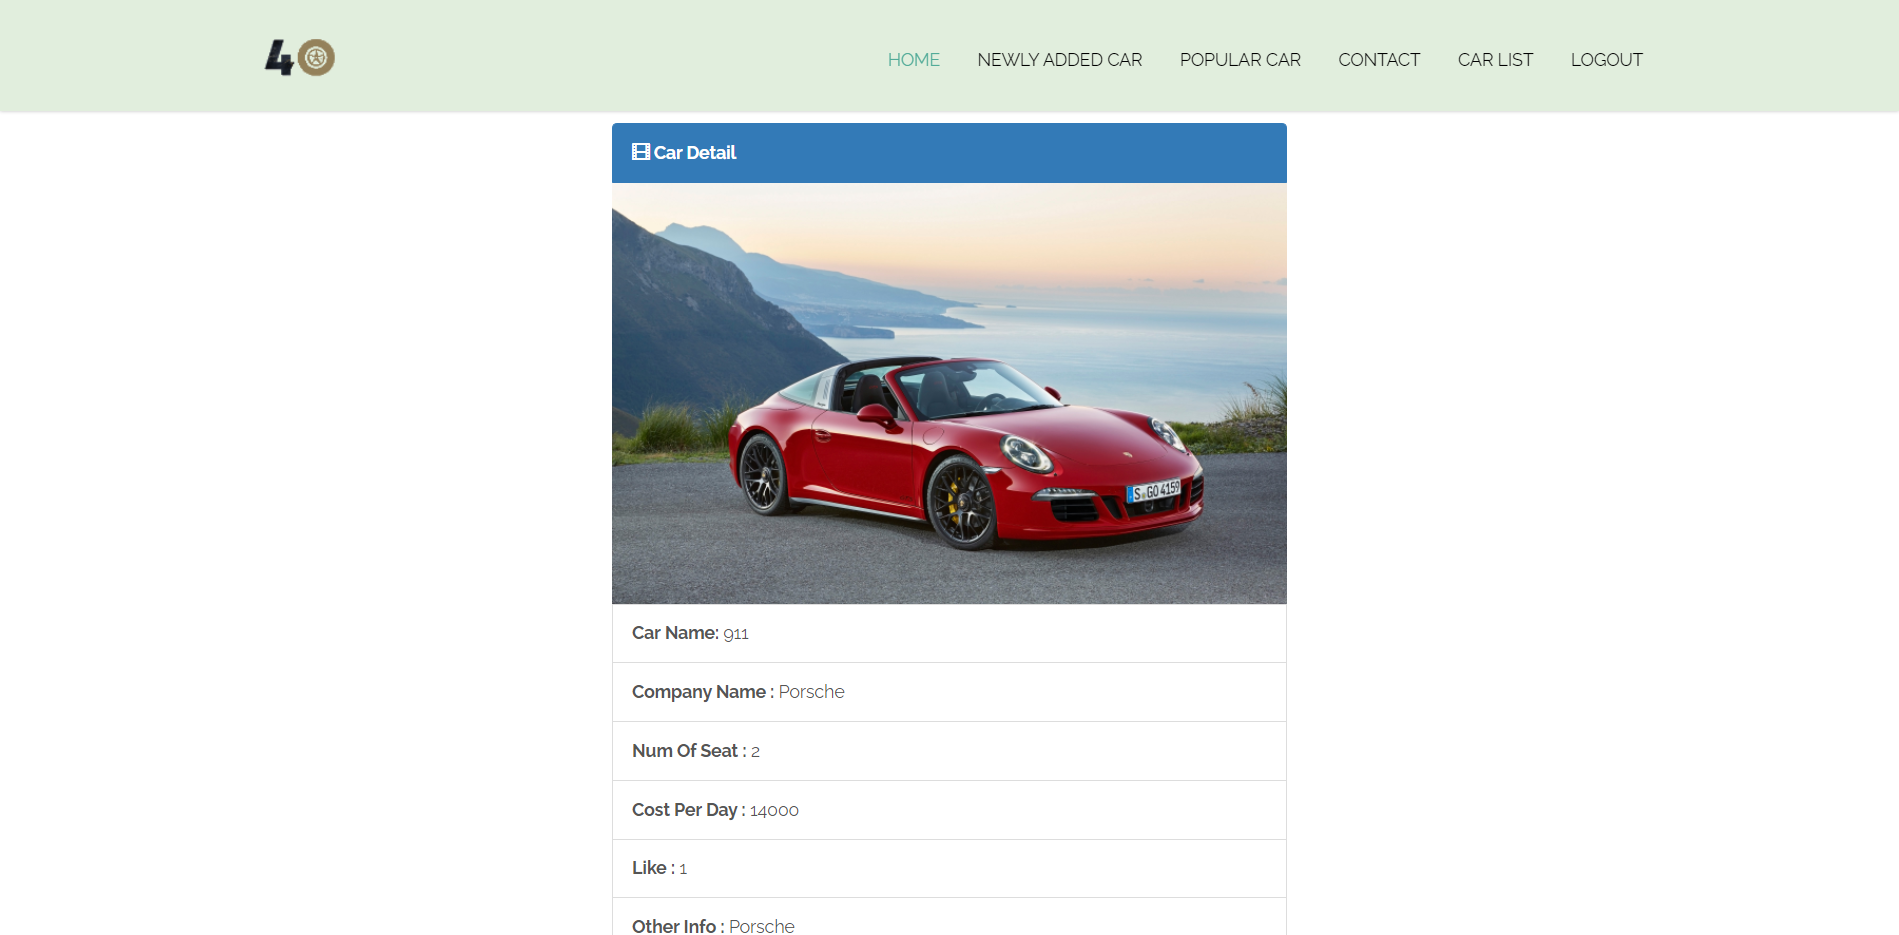 4
HOME NEWLY ADDED CAR POPULAR CAR CONTACT CAR LIST LOGOUT
Car Detail
S GO 4159
Car Name: 911
Company Name : Porsche
Num Of Seat : 2
Cost Per Day : 14000
Like : 1
Other Info : Porsche